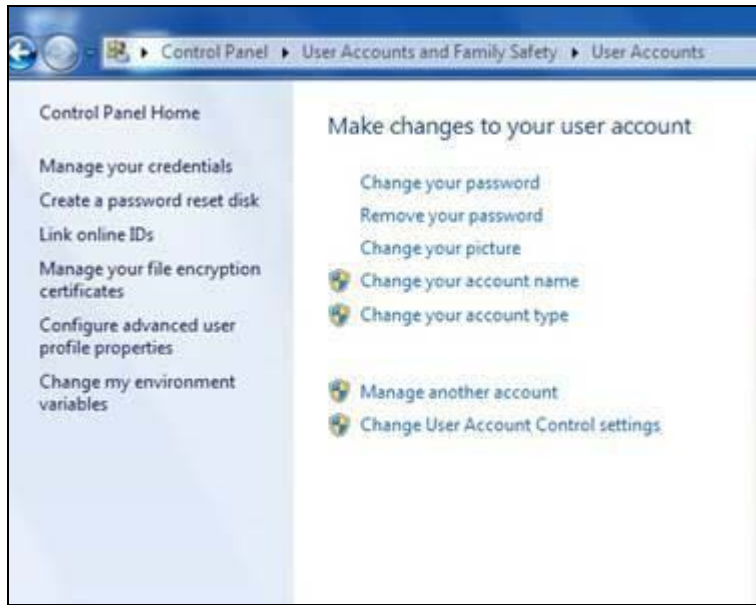 Control Panel ▸ User Accounts and Family Safety ▸ User Accounts
Control Panel Home
Manage your credentials
Create a password reset disk
Link online IDs
Manage your file encryption
certificates
Configure advanced user
profile properties
Change my environment
variables
Make changes to your user account
Change your password
Remove your password
Change your picture
Change your account name
Change your account type
Manage another account
Change User Account Control settings